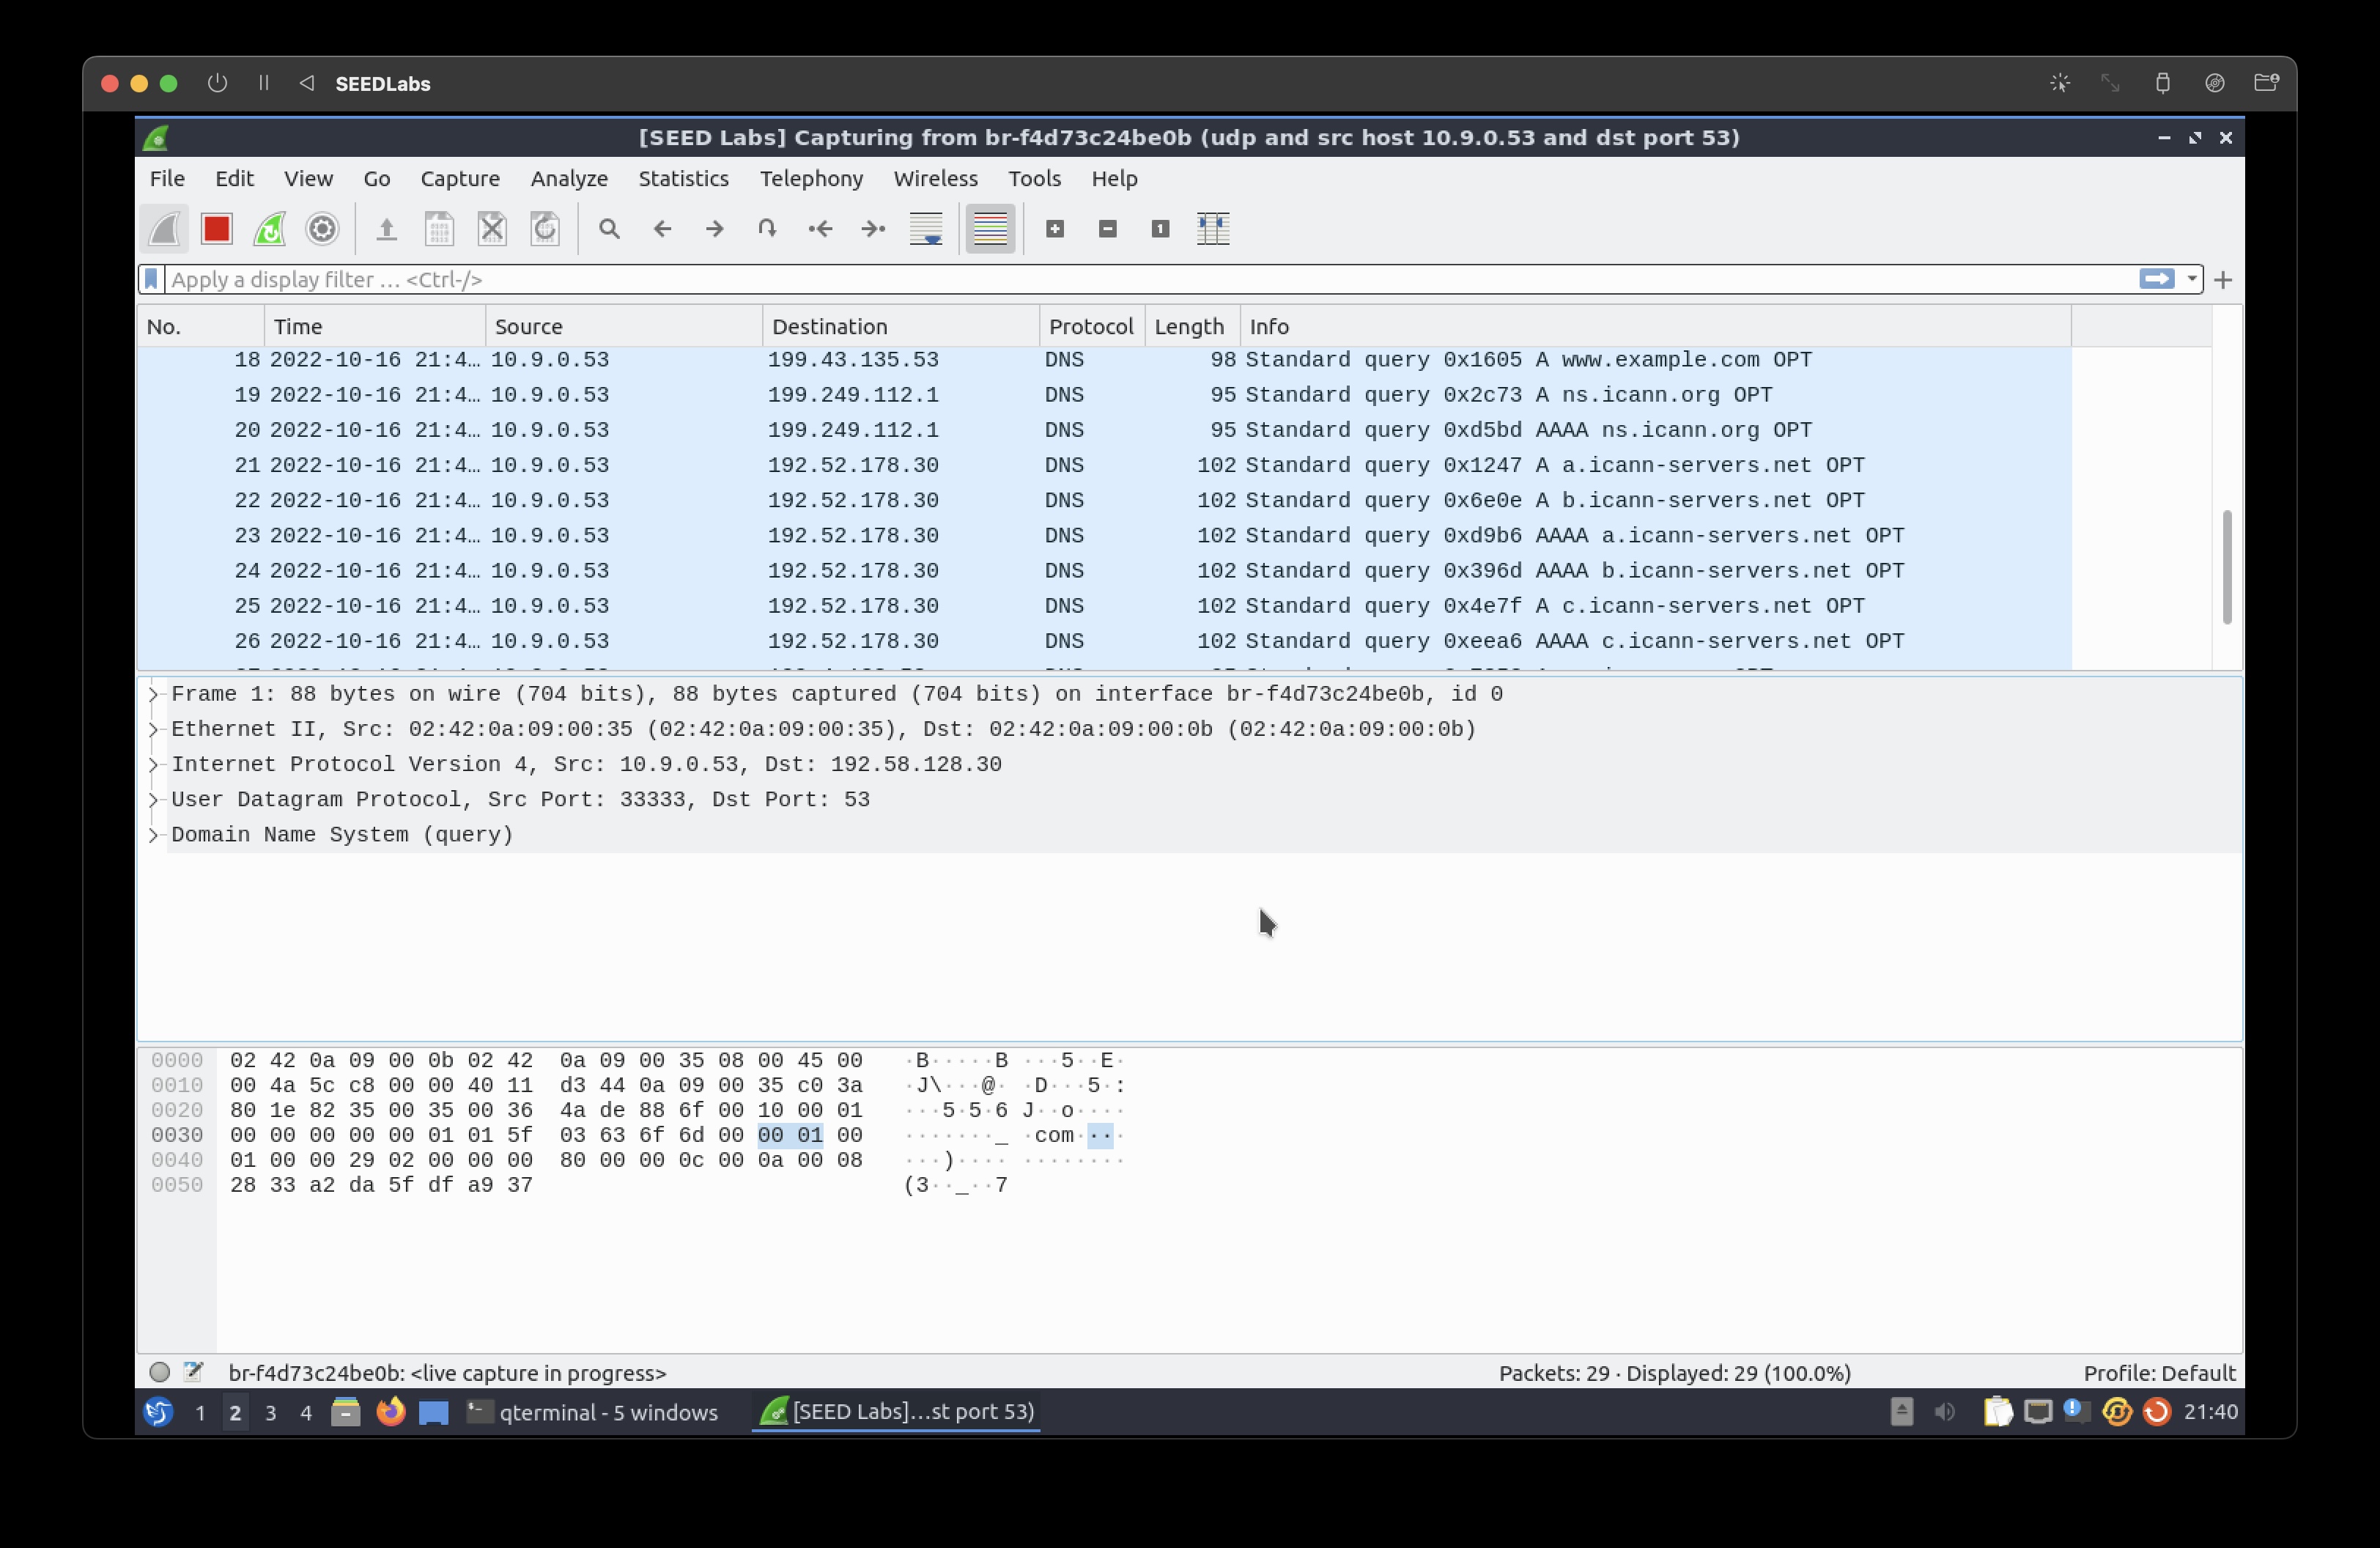 SEEDLabs
[SEED Labs] Capturing from br-f4d73c24be0b (udp and src host 10.9.0.53 and dst port 53)
File Edit View Go Capture Analyze Statistics Telephony Wireless Tools Help
Apply a display filter … <Ctrl-/>
No. Time Source Destination Protocol Length Info
18 2022-10-16 21:4… 10.9.0.53 199.43.135.53 DNS 98 Standard query 0x1605 A www.example.com OPT
19 2022-10-16 21:4… 10.9.0.53 199.249.112.1 DNS 95 Standard query 0x2c73 A ns.icann.org OPT
20 2022-10-16 21:4… 10.9.0.53 199.249.112.1 DNS 95 Standard query 0xd5bd AAAA ns.icann.org OPT
21 2022-10-16 21:4… 10.9.0.53 192.52.178.30 DNS 102 Standard query 0x1247 A a.icann-servers.net OPT
22 2022-10-16 21:4… 10.9.0.53 192.52.178.30 DNS 102 Standard query 0x6e0e A b.icann-servers.net OPT
23 2022-10-16 21:4… 10.9.0.53 192.52.178.30 DNS 102 Standard query 0xd9b6 AAAA a.icann-servers.net OPT
24 2022-10-16 21:4… 10.9.0.53 192.52.178.30 DNS 102 Standard query 0x396d AAAA b.icann-servers.net OPT
25 2022-10-16 21:4… 10.9.0.53 192.52.178.30 DNS 102 Standard query 0x4e7f A c.icann-servers.net OPT
26 2022-10-16 21:4… 10.9.0.53 192.52.178.30 DNS 102 Standard query 0xeea6 AAAA c.icann-servers.net OPT
Frame 1: 88 bytes on wire (704 bits), 88 bytes captured (704 bits) on interface br-f4d73c24be0b, id 0
Ethernet II, Src: 02:42:0a:09:00:35 (02:42:0a:09:00:35), Dst: 02:42:0a:09:00:0b (02:42:0a:09:00:0b)
Internet Protocol Version 4, Src: 10.9.0.53, Dst: 192.58.128.30
User Datagram Protocol, Src Port: 33333, Dst Port: 53
Domain Name System (query)
0000 02 42 0a 09 00 0b 02 42 0a 09 00 35 08 00 45 00 ·B·····B ···5··E·
0010 00 4a 5c c8 00 00 40 11 d3 44 0a 09 00 35 c0 3a ·J\···@· ·D···5·:
0020 80 1e 82 35 00 35 00 36 4a de 88 6f 00 10 00 01 ···5·5·6 J··o····
0030 00 00 00 00 00 01 01 5f 03 63 6f 6d 00 00 01 00 ·······_ ·com····
0040 01 00 00 29 02 00 00 00 80 00 00 0c 00 0a 00 08 ···)···· ········
0050 28 33 a2 da 5f df a9 37 (3··_··7
br-f4d73c24be0b: <live capture in progress> Packets: 29 · Displayed: 29 (100.0%) Profile: Default
1 2 3 4 qterminal - 5 windows [SEED Labs]...st port 53) 21:40